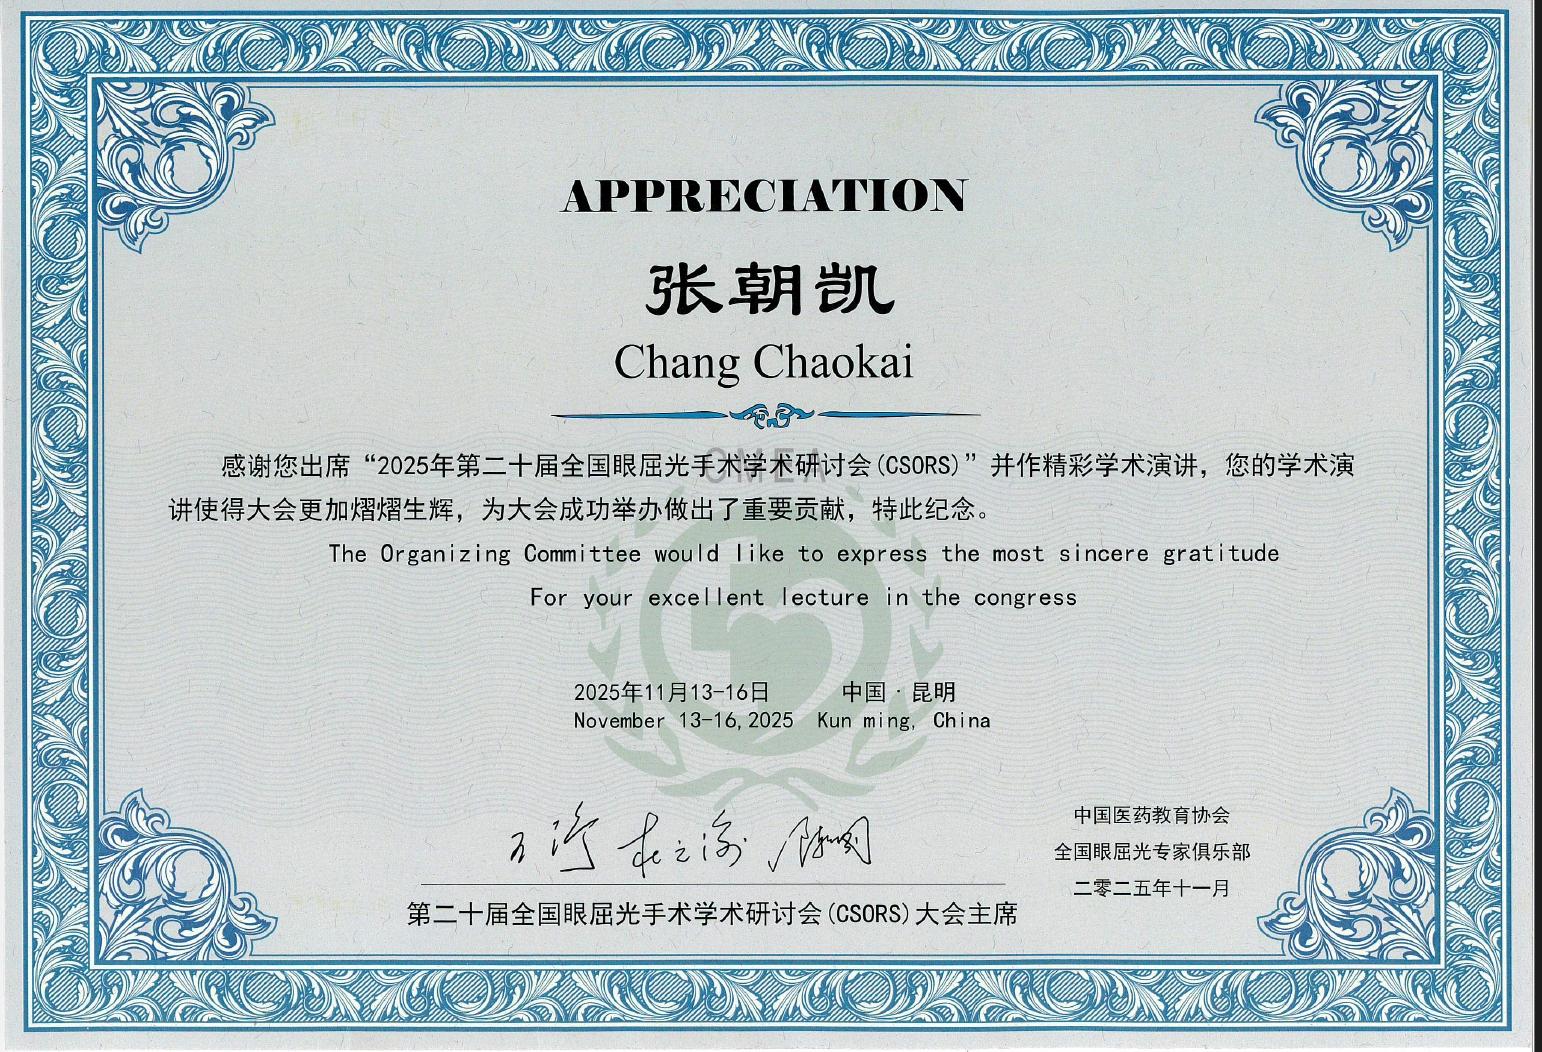 APPRECIATION
张朝凯
Chang Chaokai
感谢您出席“2025年第二十届全国眼屈光手术学术研讨会(CSORS)”并作精彩学术演讲，您的学术演
讲使得大会更加熠熠生辉，为大会成功举办做出了重要贡献，特此纪念。
CMEA
The Organizing Committee would like to express the most sincere gratitude
For your excellent lecture in the congress
2025年11月13-16日 中国·昆明
November 13-16,2025 Kun ming, China
第二十届全国眼屈光手术学术研讨会(CSORS)大会主席
中国医药教育协会
全国眼屈光专家俱乐部
二零二五年十一月